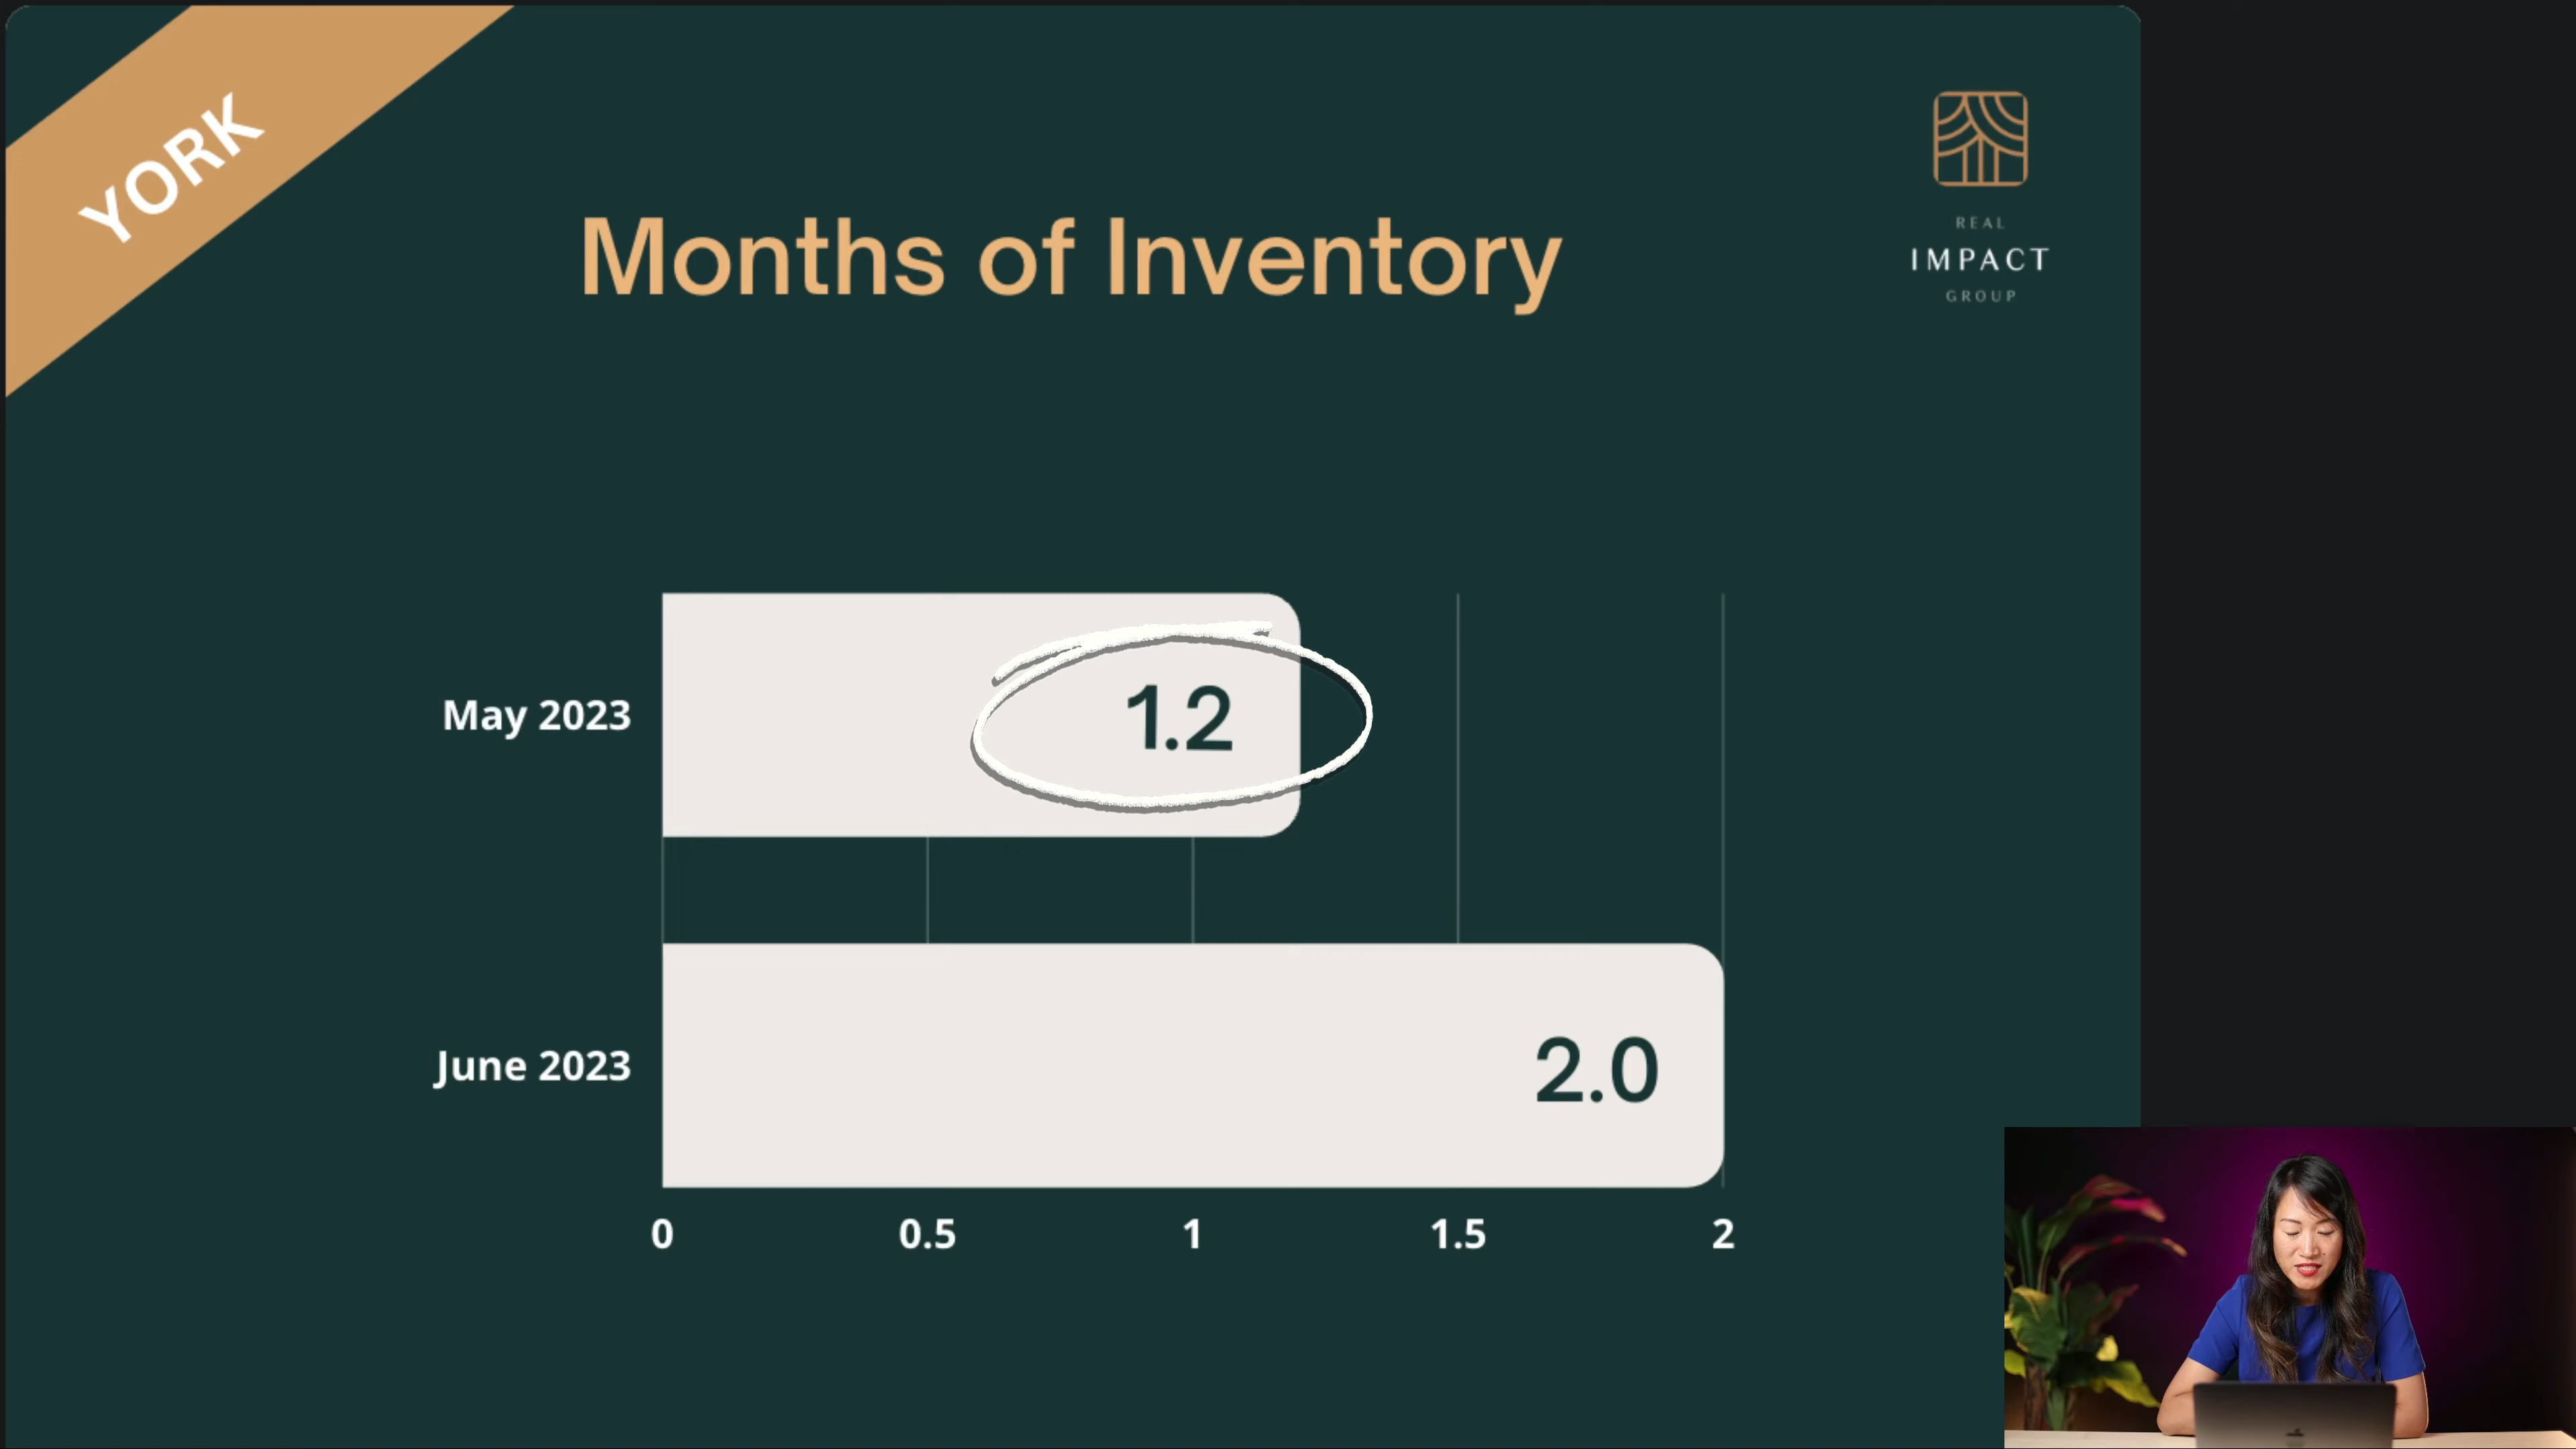 YORK
REAL
IMPACT
GROUP
Months of Inventory
May 2023
1.2
June 2023
2.0
0 0.5 1 1.5 2